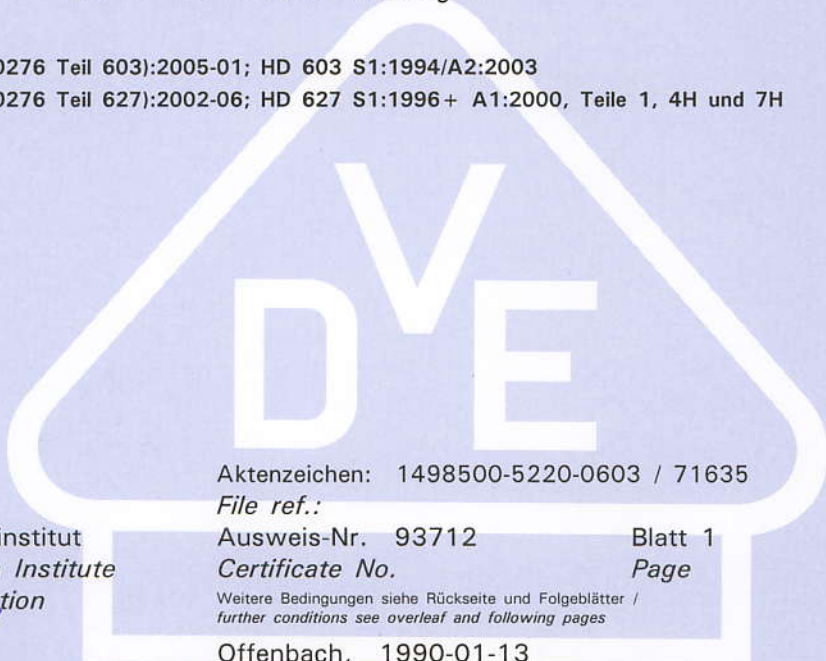 0276 Teil 603):2005-01; HD 603 S1:1994/A2:2003
0276 Teil 627):2002-06; HD 627 S1:1996+ A1:2000, Teile 1, 4H und 7H
V
D E
Aktenzeichen: 1498500-5220-0603 / 71635
File ref.:
institut Ausweis-Nr. 93712 Blatt 1
Institute Certificate No. Page
tion Weitere Bedingungen siehe Rückseite und Folgeblätter /
further conditions see overleaf and following pages
Offenbach, 1990-01-13